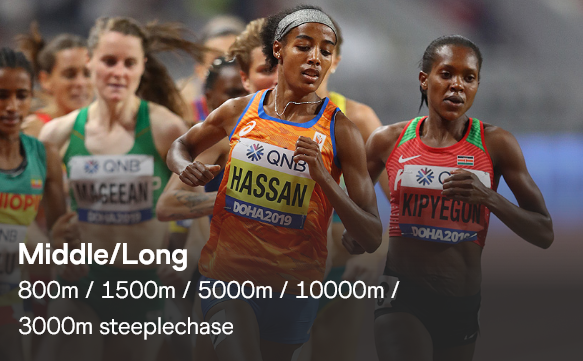 QNB
MAGEEAN
DOHA2019
QNB
HASSAN
DOHA2019
QNB
KIPYEGON
DOHA2019
Middle/Long
800m / 1500m / 5000m / 10000m /
3000m steeplechase